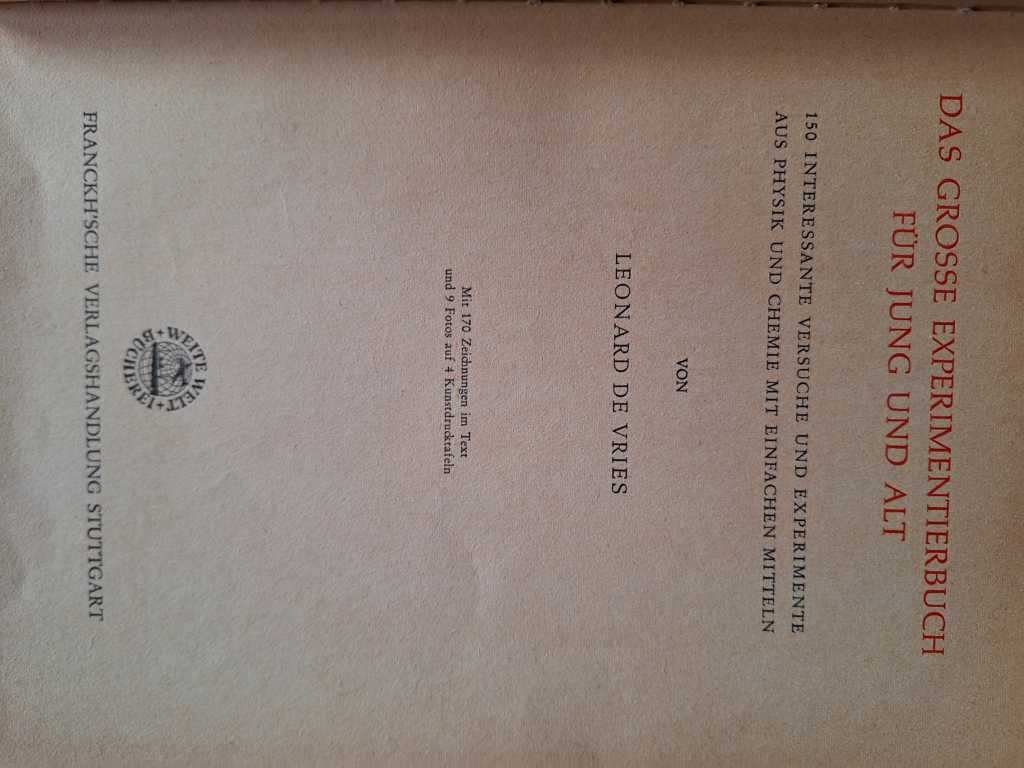 DAS GROSSE EXPERIMENTIERBUCH
FÜR JUNG UND ALT
150 INTERESSANTE VERSUCHE UND EXPERIMENTE
AUS PHYSIK UND CHEMIE MIT EINFACHEN MITTELN
VON
LEONARD DE VRIES
Mit 170 Zeichnungen im Text
und 9 Fotos auf 4 Kunstdrucktafeln
WEITE WELT
BÜCHEREI
FRANCKH'SCHE VERLAGSHANDLUNG STUTTGART